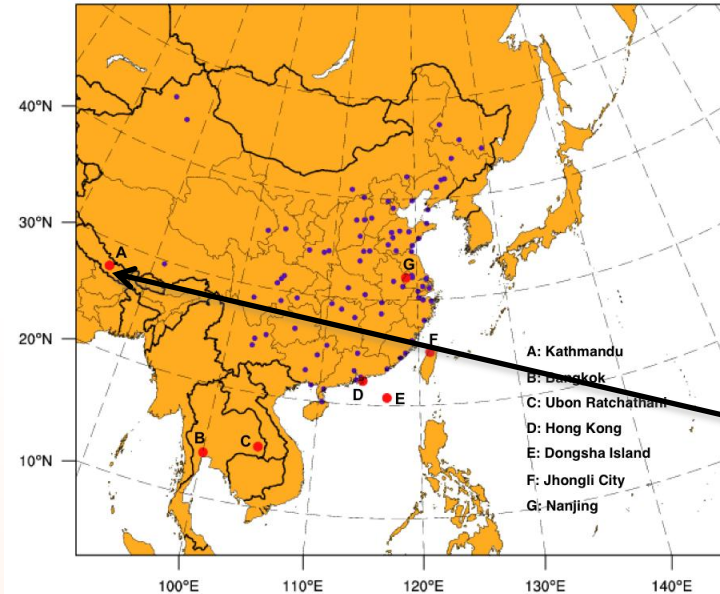 40°N
30°N
20°N
10°N
100°E
110°E
120°E
130°E
140°E
A
B
C
D
E
F
G
A: Kathmandu
B: Bangkok
C: Ubon Ratchathani
D: Hong Kong
E: Dongsha Island
F: Jhongli City
G: Nanjing